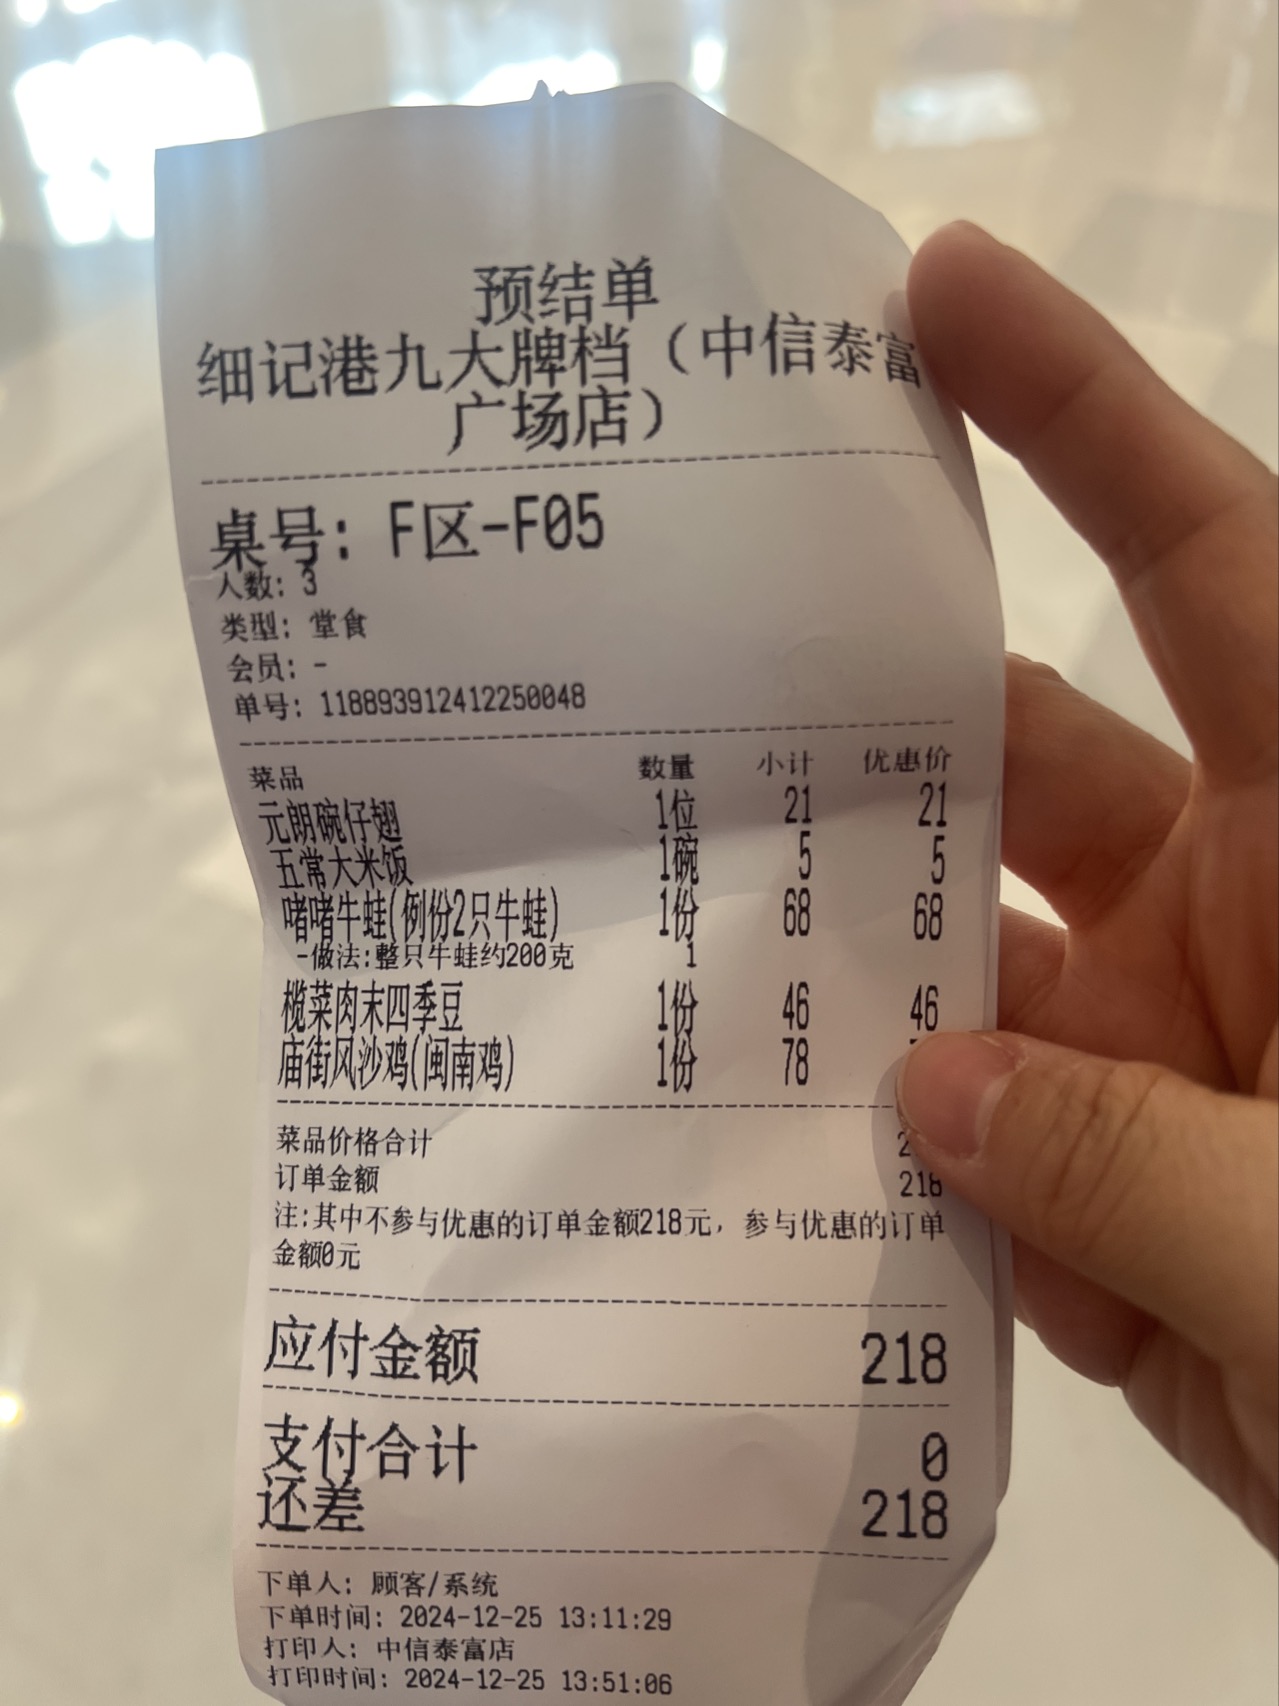 预结单
细记港九大牌档（中信泰富
广场店）
桌号：F区-F05
人数：3
类型：堂食
会员：-
单号：118893912412250048
菜品 数量 小计 优惠价
元朗碗仔翅 1位 21 21
五常大米饭 1碗 5 5
啫啫牛蛙(例份2只牛蛙) 1份 68 68
-做法:整只牛蛙约200克 1
榄菜肉末四季豆 1份 46 46
庙街风沙鸡(闽南鸡) 1份 78
菜品价格合计
订单金额 218
注:其中不参与优惠的订单金额218元，参与优惠的订单
金额0元
应付金额 218
支付合计 0
还差 218
下单人：顾客/系统
下单时间：2024-12-25 13:11:29
打印人：中信泰富店
打印时间：2024-12-25 13:51:06